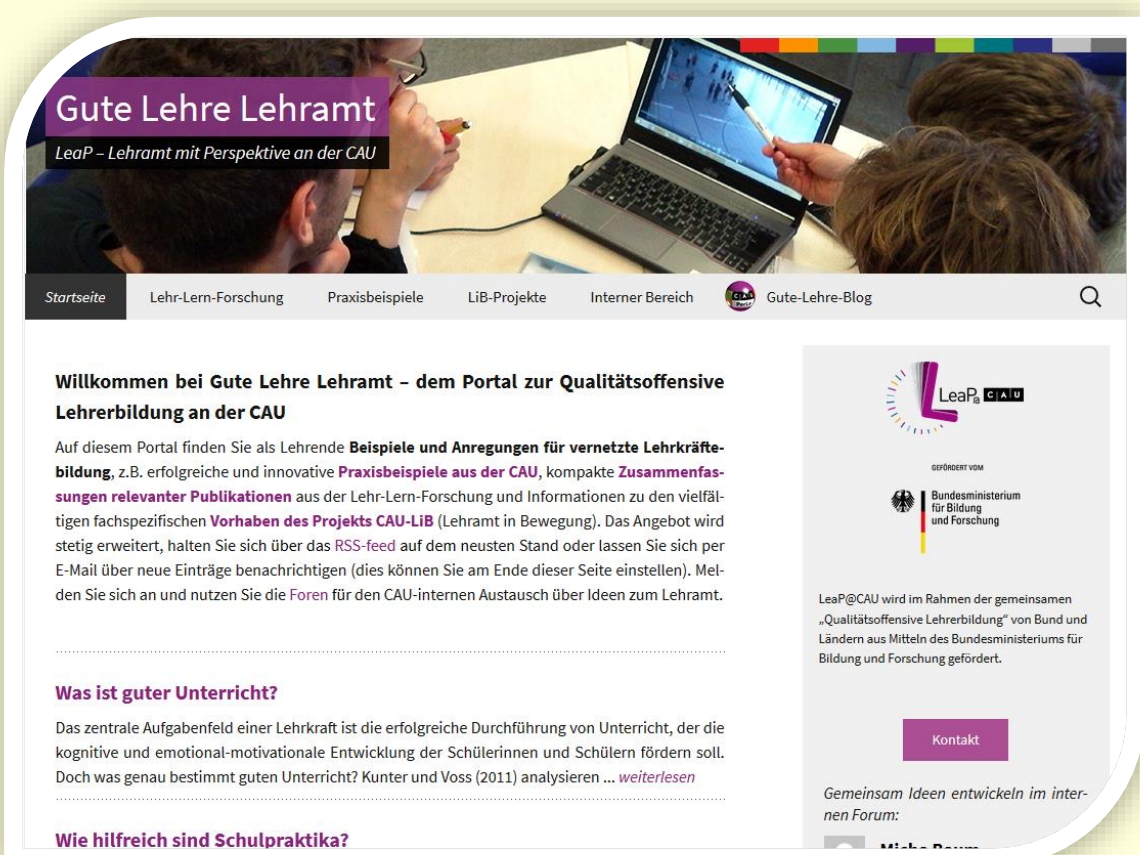 Gute Lehre Lehramt
LeaP – Lehramt mit Perspektive an der CAU
Startseite Lehr-Lern-Forschung Praxisbeispiele LiB-Projekte Interner Bereich CAU PerLe Gute-Lehre-Blog
Willkommen bei Gute Lehre Lehramt – dem Portal zur Qualitätsoffensive
Lehrerbildung an der CAU
Auf diesem Portal finden Sie als Lehrende Beispiele und Anregungen für vernetzte Lehrkräfte-
bildung, z.B. erfolgreiche und innovative Praxisbeispiele aus der CAU, kompakte Zusammenfas-
sungen relevanter Publikationen aus der Lehr-Lern-Forschung und Informationen zu den vielfäl-
tigen fachspezifischen Vorhaben des Projekts CAU-LiB (Lehramt in Bewegung). Das Angebot wird
stetig erweitert, halten Sie sich über das RSS-feed auf dem neusten Stand oder lassen Sie sich per
E-Mail über neue Einträge benachrichtigen (dies können Sie am Ende dieser Seite einstellen). Mel-
den Sie sich an und nutzen Sie die Foren für den CAU-internen Austausch über Ideen zum Lehramt.
Was ist guter Unterricht?
Das zentrale Aufgabenfeld einer Lehrkraft ist die erfolgreiche Durchführung von Unterricht, der die
kognitive und emotional-motivationale Entwicklung der Schülerinnen und Schülern fördern soll.
Doch was genau bestimmt guten Unterricht? Kunter und Voss (2011) analysieren ... weiterlesen
Wie hilfreich sind Schulpraktika?
LeaP@ CAU
GEFÖRDERT VOM
Bundesministerium
für Bildung
und Forschung
LeaP@CAU wird im Rahmen der gemeinsamen
„Qualitätsoffensive Lehrerbildung“ von Bund und
Ländern aus Mitteln des Bundesministeriums für
Bildung und Forschung gefördert.
Kontakt
Gemeinsam Ideen entwickeln im inter-
nen Forum: